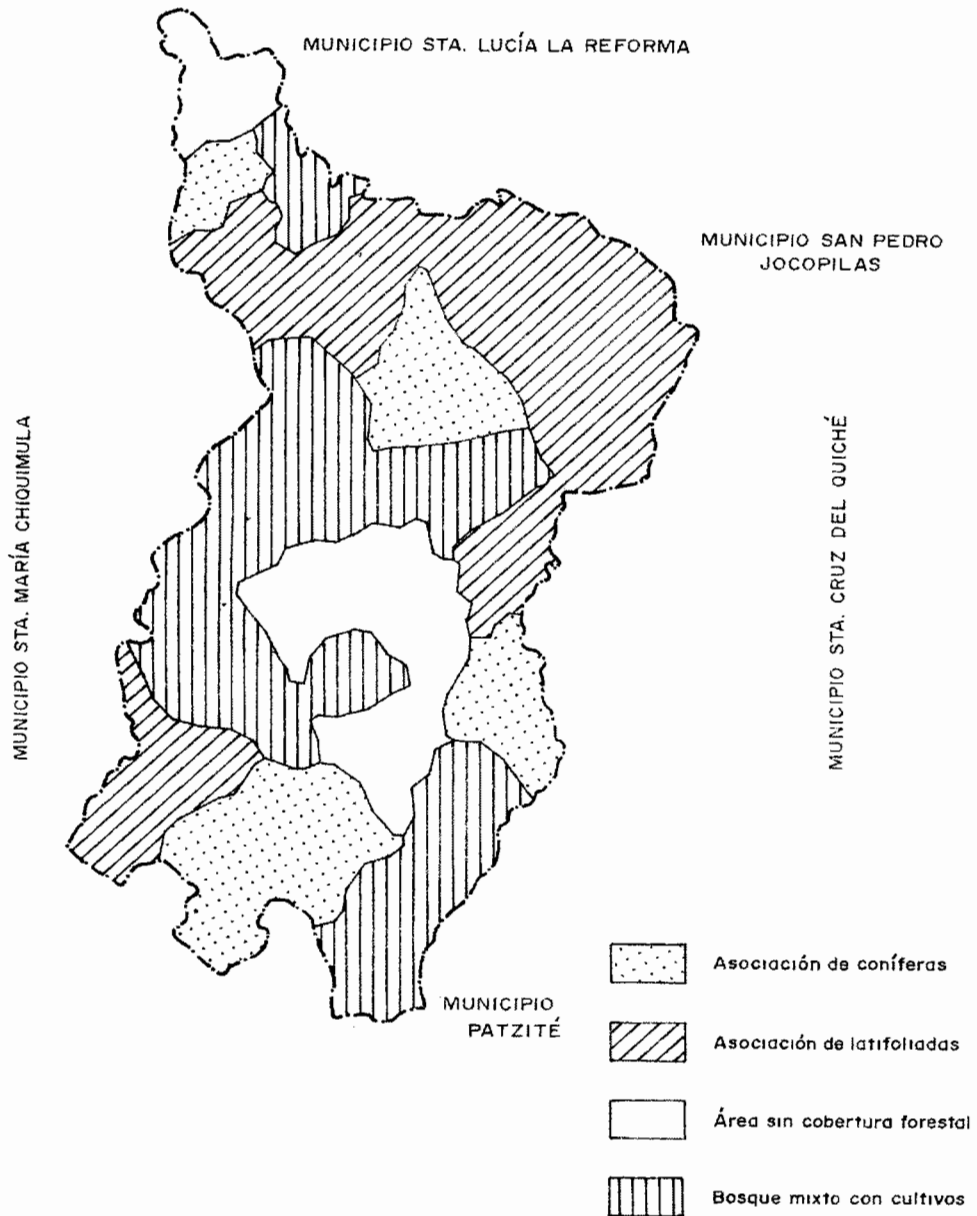 MUNICIPIO STA. LUCÍA LA REFORMA
MUNICIPIO SAN PEDRO
JOCOPILAS
MUNICIPIO STA. MARÍA CHIQUIMULA
MUNICIPIO STA. CRUZ DEL QUICHÉ
MUNICIPIO
PATZITÉ
Asociación de coníferas
Asociación de latifoliadas
Área sin cobertura forestal
Bosque mixto con cultivos